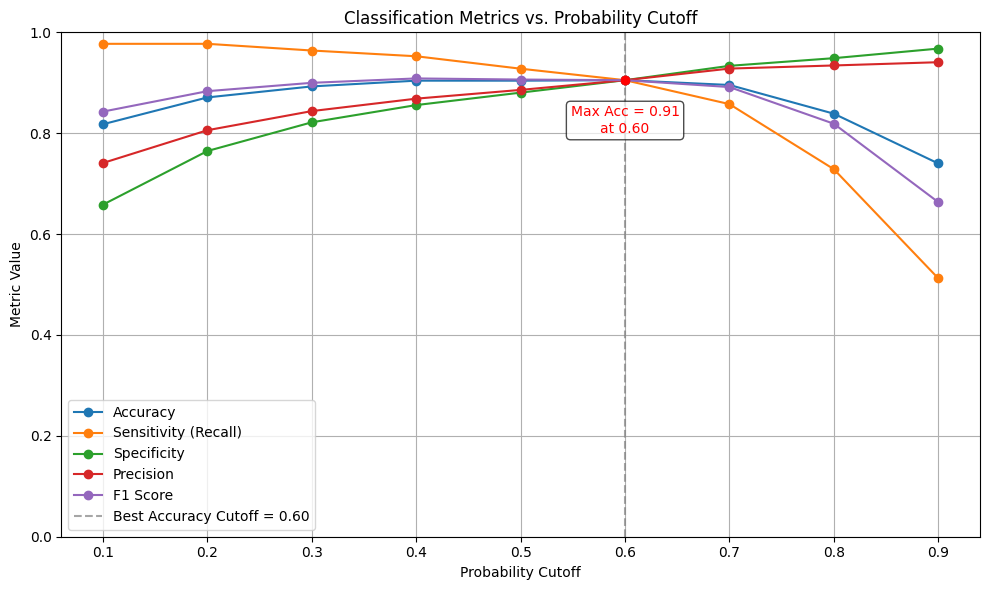 Classification Metrics vs. Probability Cutoff
Metric Value
1.0
0.8
0.6
0.4
0.2
0.0
Max Acc = 0.91
at 0.60
Accuracy
Sensitivity (Recall)
Specificity
Precision
F1 Score
Best Accuracy Cutoff = 0.60
0.1 0.2 0.3 0.4 0.5 0.6 0.7 0.8 0.9
Probability Cutoff